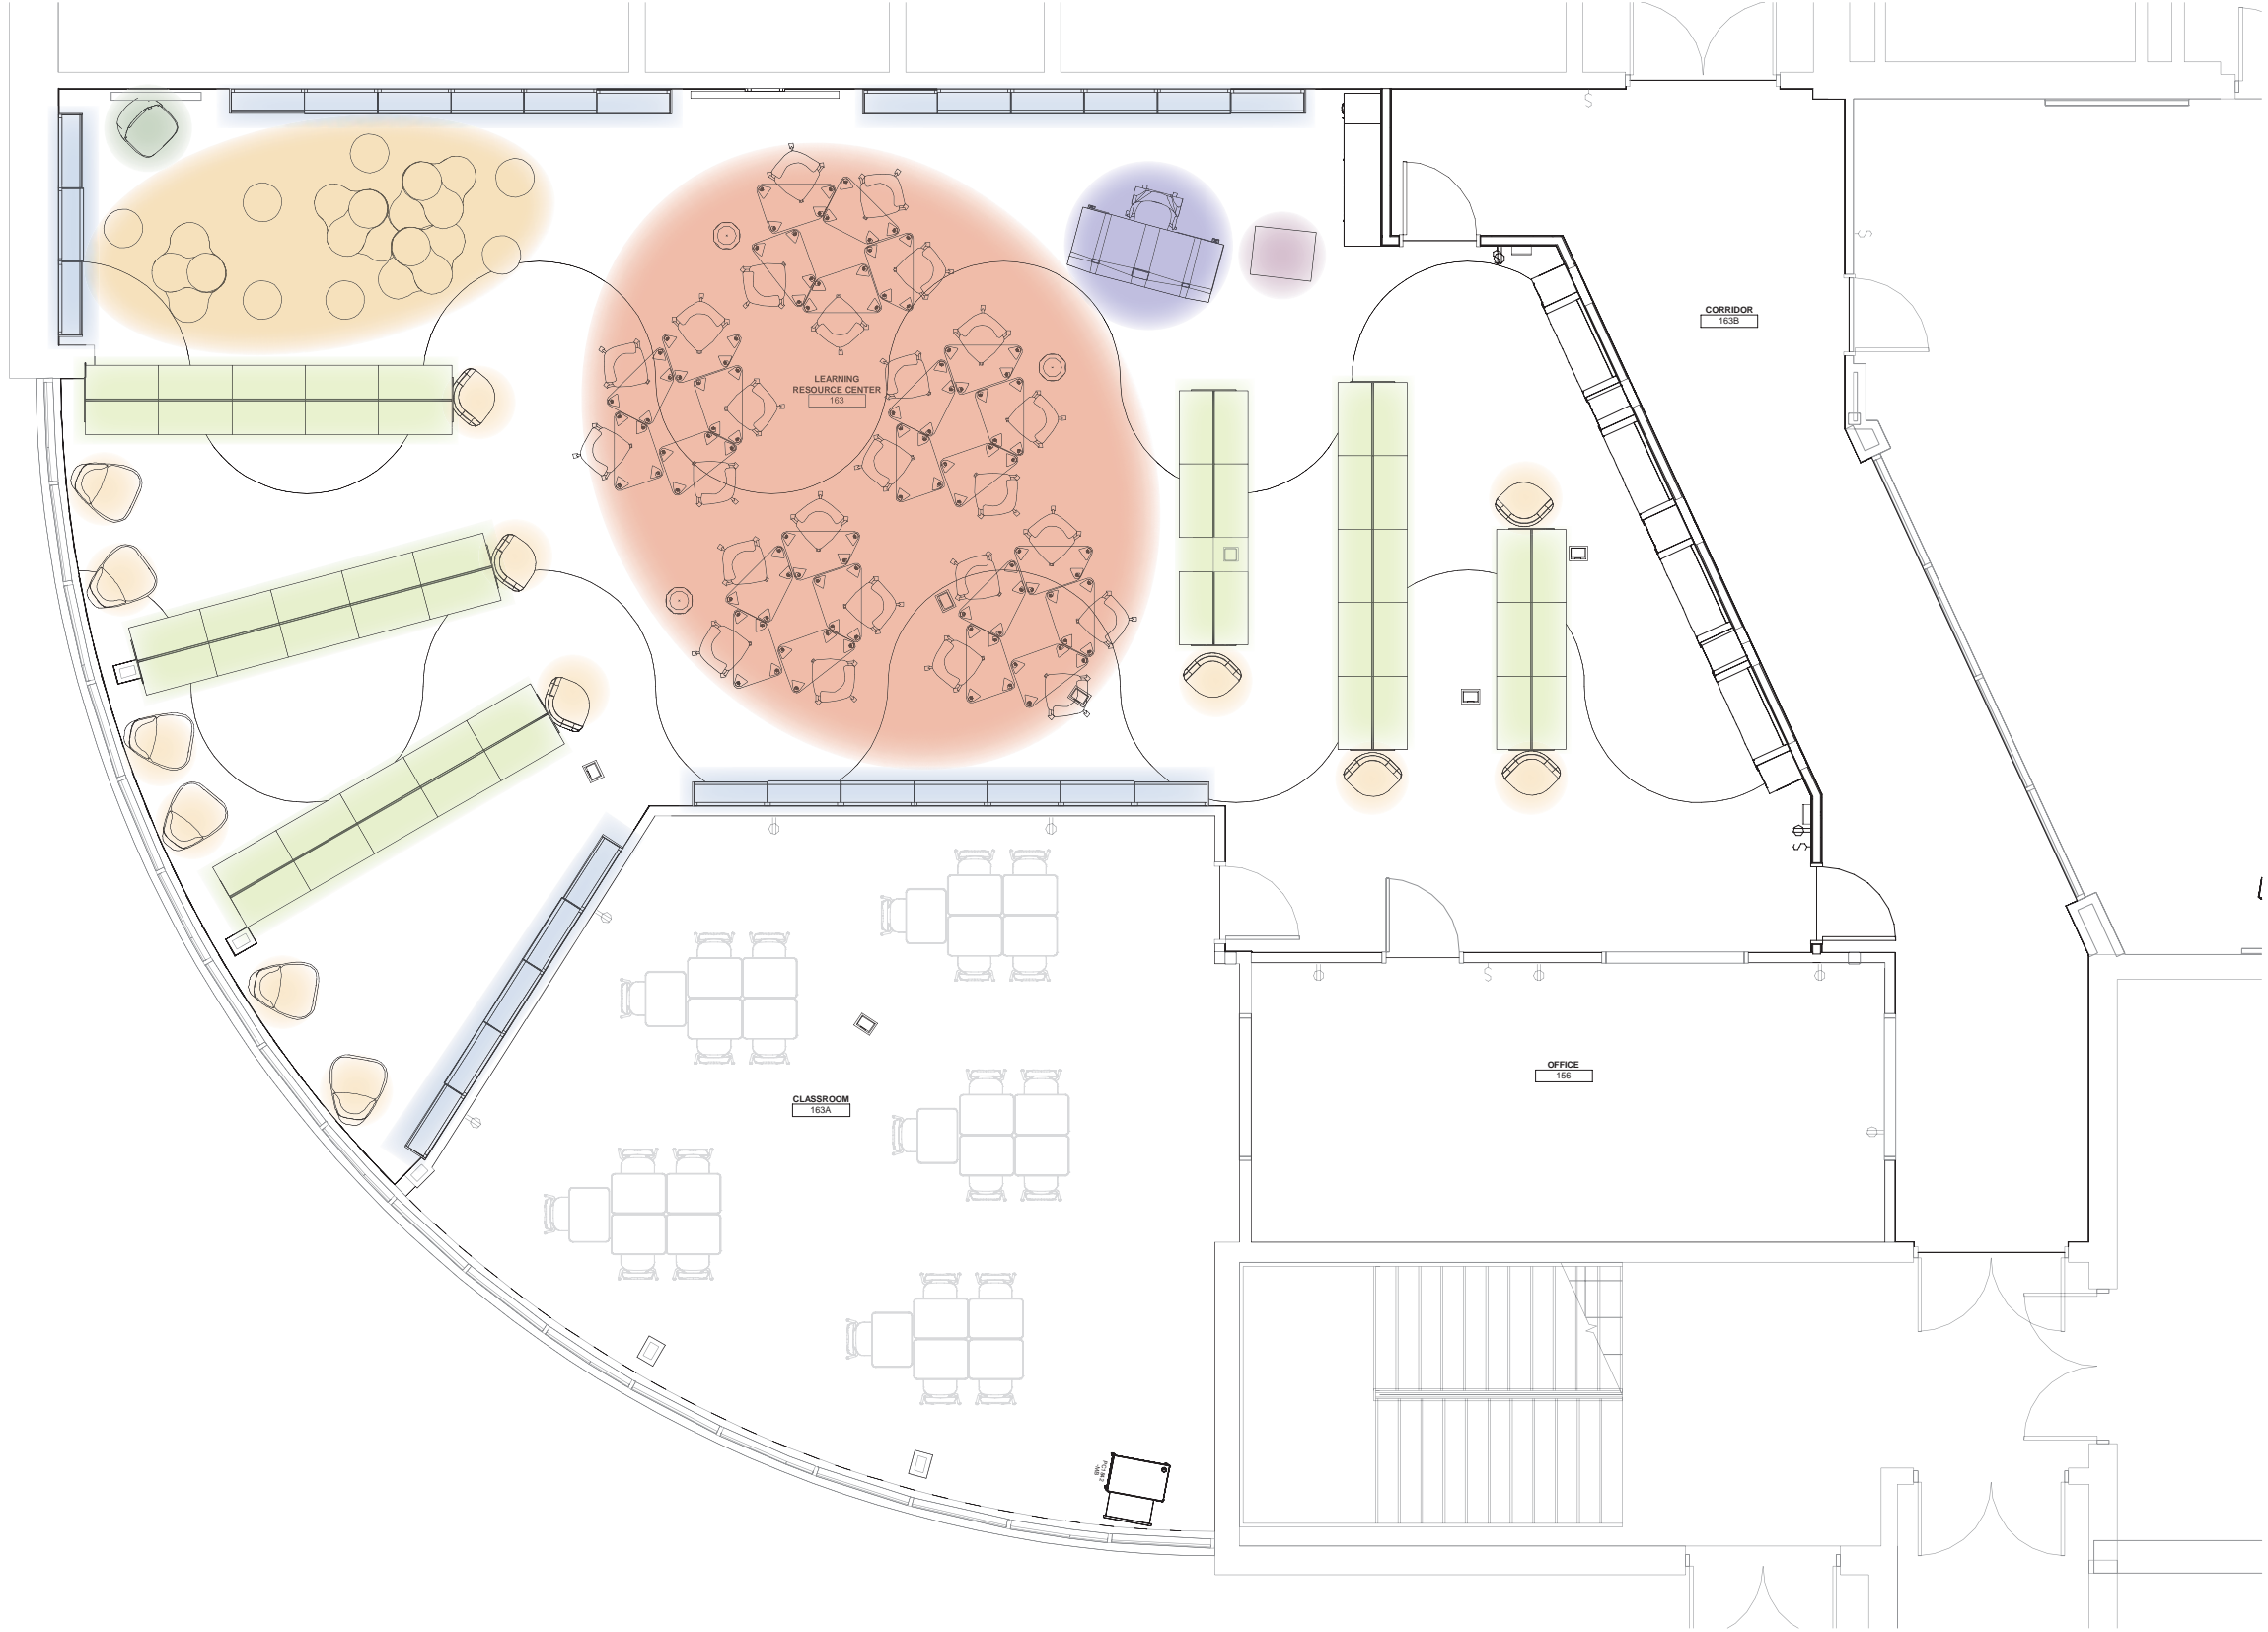 CORRIDOR
163B
LEARNING
RESOURCE CENTER
163
CLASSROOM
163A
OFFICE
156